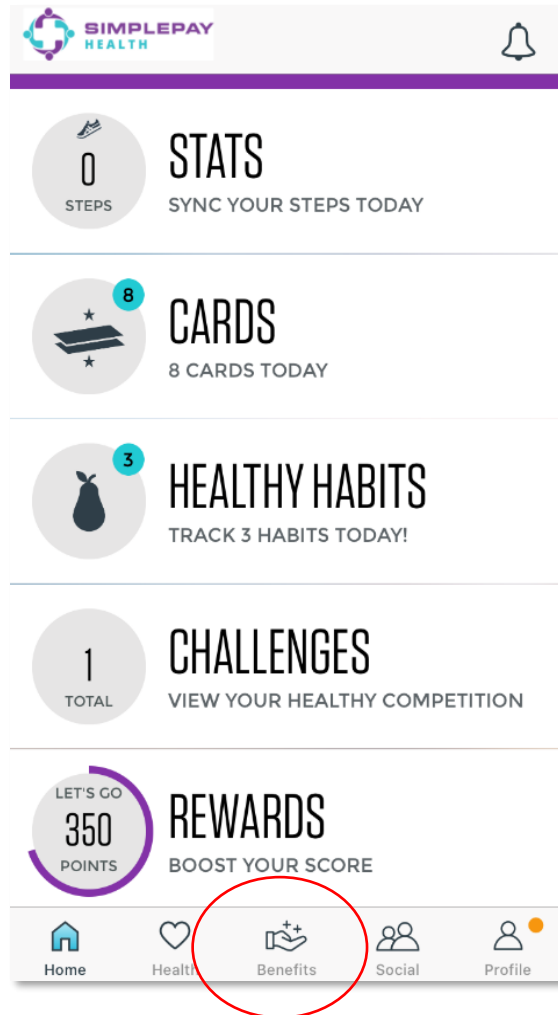 SIMPLEPAY
HEALTH
0
STEPS
STATS
SYNC YOUR STEPS TODAY
8
CARDS
8 CARDS TODAY
3
HEALTHY HABITS
TRACK 3 HABITS TODAY!
1
TOTAL
CHALLENGES
VIEW YOUR HEALTHY COMPETITION
LET'S GO
350
POINTS
REWARDS
BOOST YOUR SCORE
Home Health Benefits Social Profile